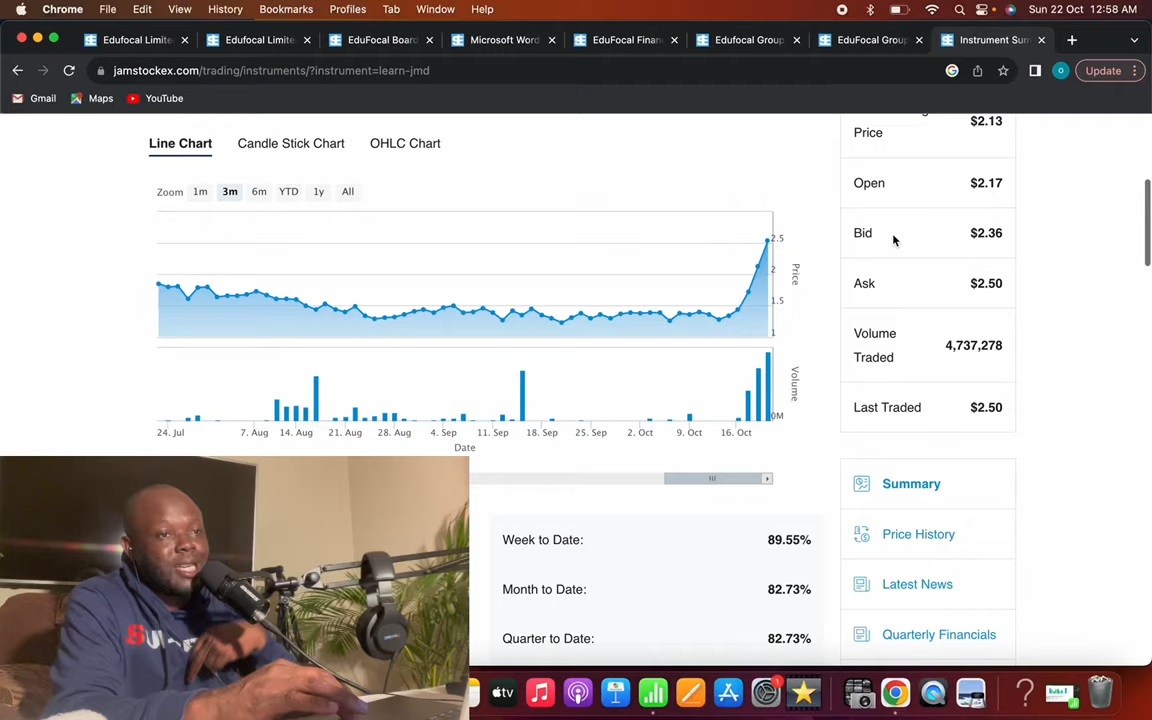 Chrome File Edit View History Bookmarks Profiles Tab Window Help Sun 22 Oct 12:58 AM
Edufocal Limite Edufocal Limite EduFocal Board Microsoft Word EduFocal Finan Edufocal Group EduFocal Grou Instrument Sum
jamstockex.com/trading/instruments/?instrument=learn-jmd Update
Gmail Maps YouTube
Line Chart Candle Stick Chart OHLC Chart
Zoom 1m 3m 6m YTD 1y All
2.5
2
1.5
1
Price
Volume
0M
24. Jul 7. Aug 14. Aug 21. Aug 28. Aug 4. Sep 11. Sep 18. Sep 25. Sep 2. Oct 9. Oct 16. Oct
Date
Price $2.13
Open $2.17
Bid $2.36
Ask $2.50
Volume
Traded 4,737,278
Last Traded $2.50
Summary
Price History
Latest News
Quarterly Financials
Week to Date: 89.55%
Month to Date: 82.73%
Quarter to Date: 82.73%
tv
1